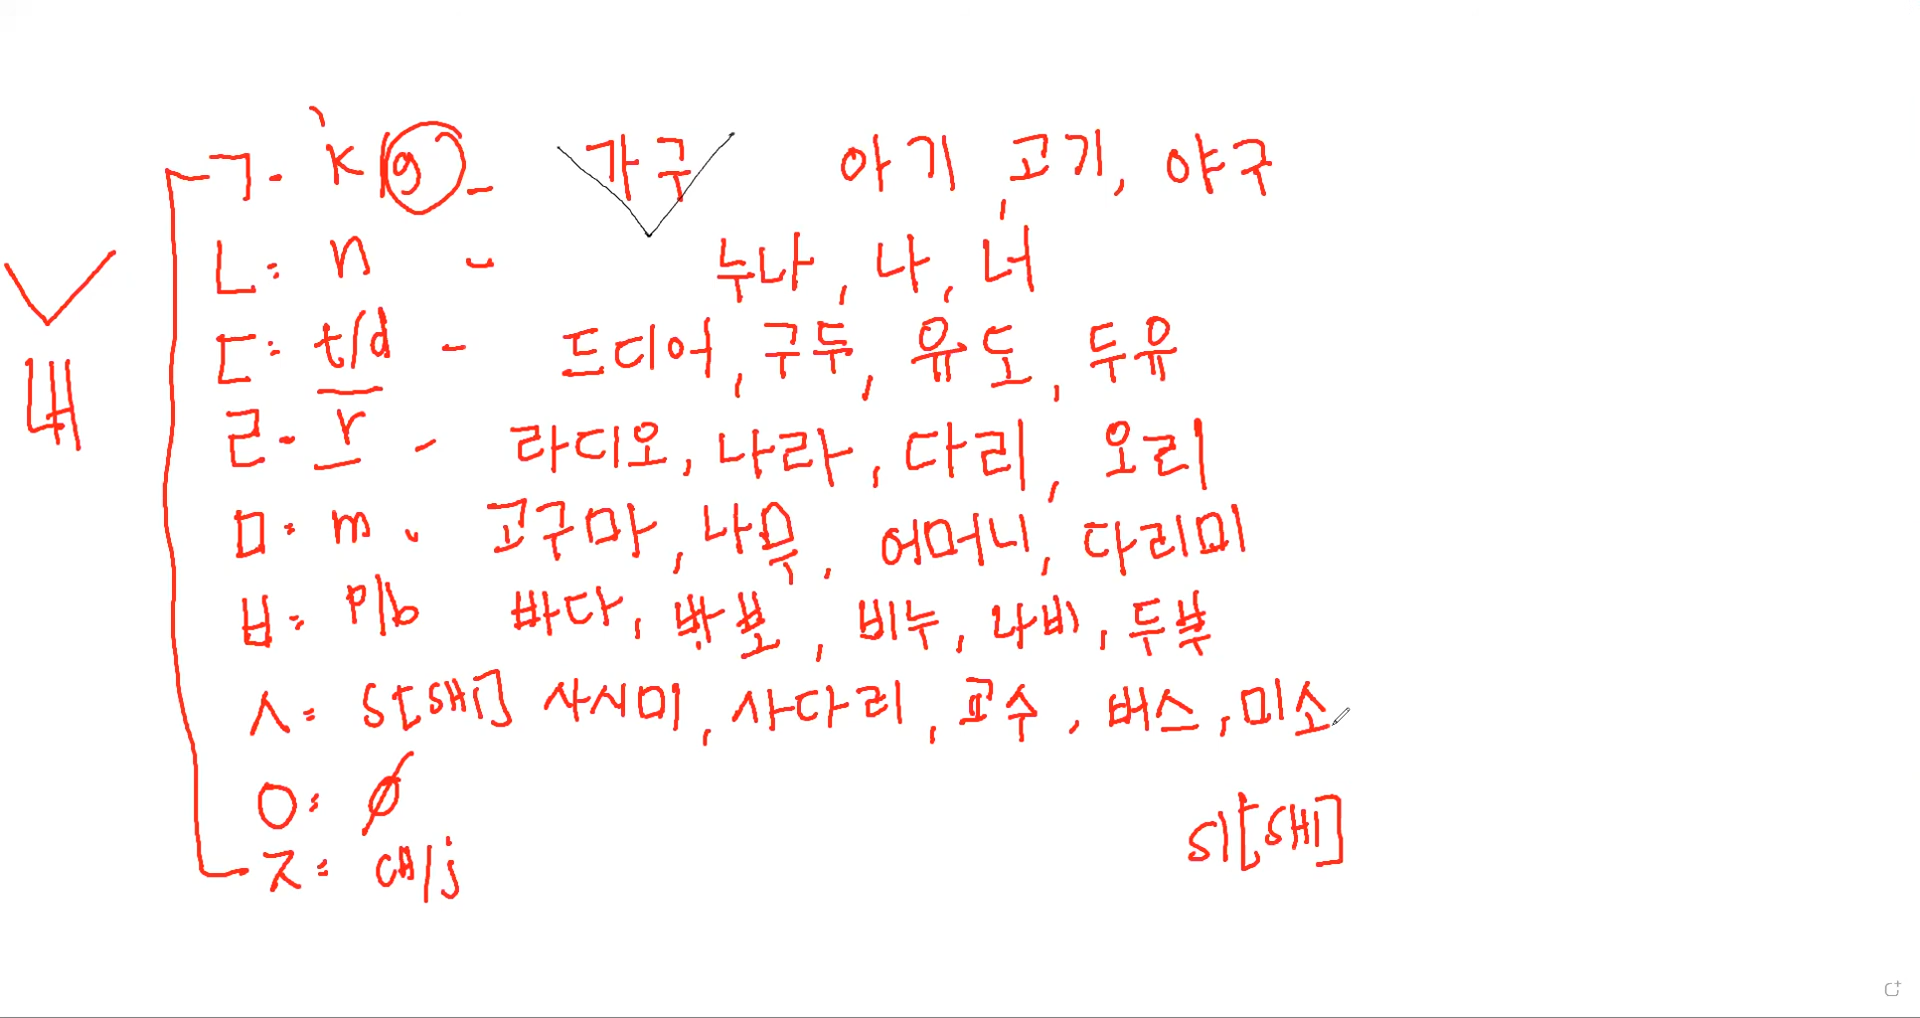 ㄱ- k/g - 가구 아기 고기, 야구
ㄴ: n - 누나, 나, 너
ㄷ: t/d - 드디어, 구두, 유도, 두유
내
ㄹ- r - 라디오, 나라, 다리, 오리
ㅁ: m - 고구마, 나무, 어머니, 다리미
ㅂ: p/b 바다, 바보, 비누, 나비, 두부
ㅅ: S[SHI] 사시미, 사다리, 교수, 버스, 미소
ㅇ: ∅
SI[SHI]
ㅈ: CH/j